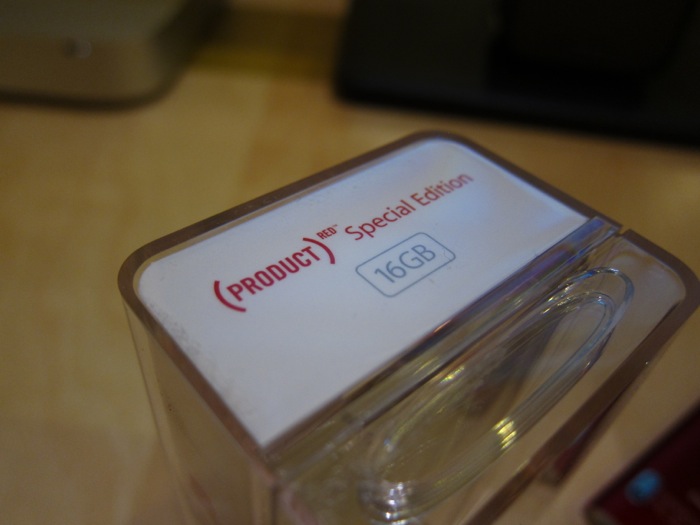 (PRODUCT)RED™ Special Edition
16GB